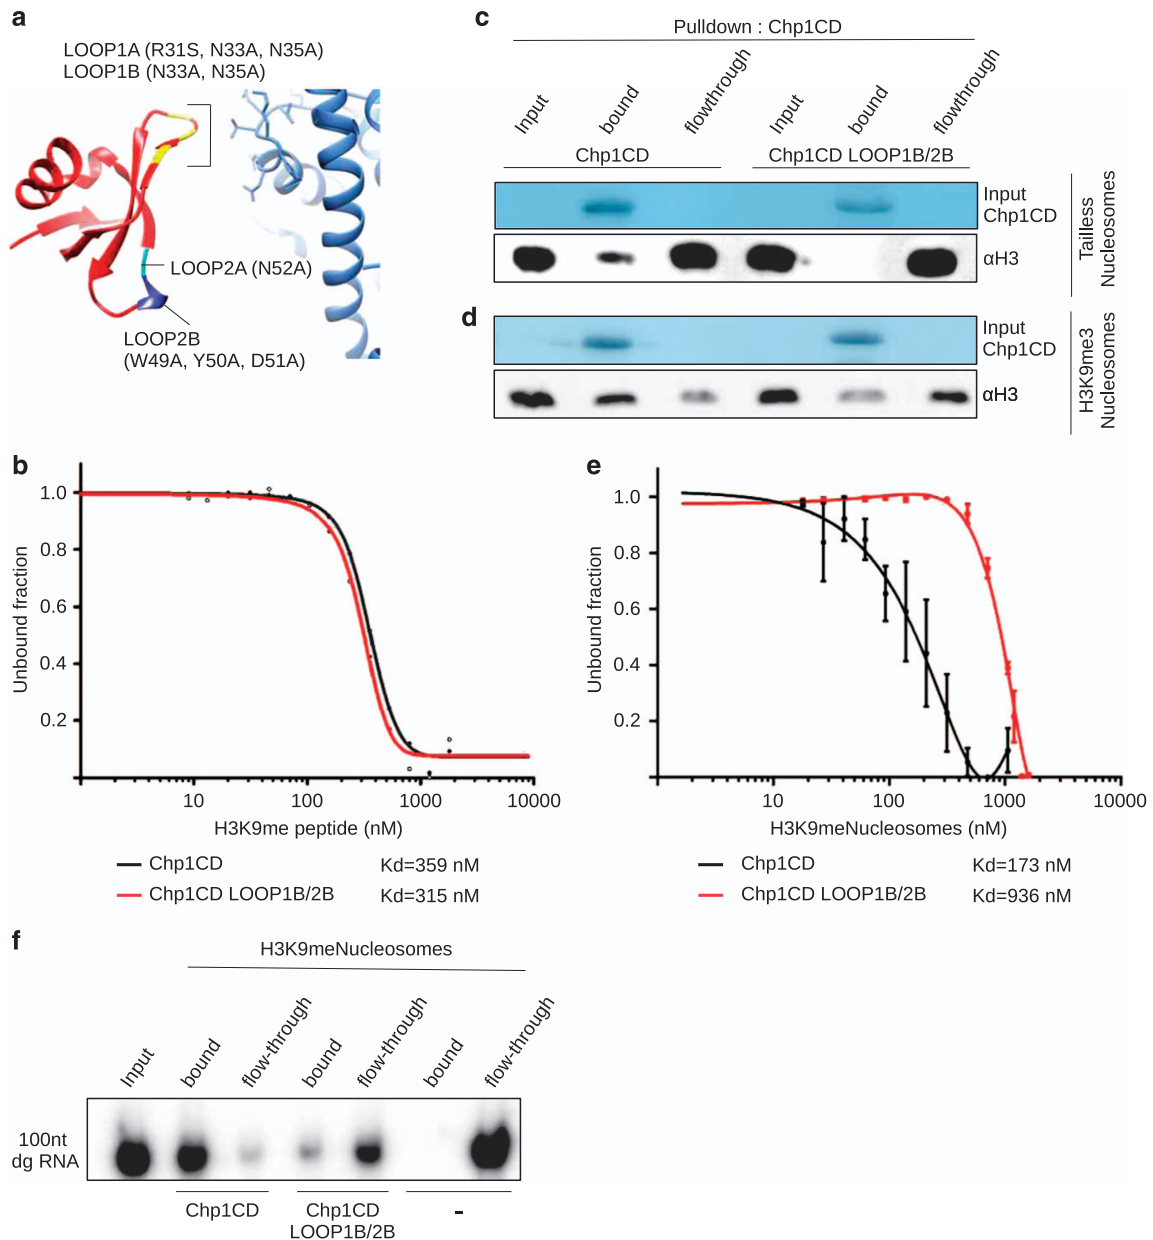 a
LOOP1A (R31S, N33A, N35A)
LOOP1B (N33A, N35A)
LOOP2A (N52A)
LOOP2B
(W49A, Y50A, D51A)
c
Pulldown : Chp1CD
Input
bound
flowthrough
Input
bound
flowthrough
Chp1CD
Chp1CD LOOP1B/2B
Input
Chp1CD
αH3
Tailless
Nucleosomes
d
Input
Chp1CD
αH3
H3K9me3
Nucleosomes
b
Unbound fraction
1.0
0.8
0.6
0.4
0.2
10
100
1000
10000
H3K9me peptide (nM)
Chp1CD Kd=359 nM
Chp1CD LOOP1B/2B Kd=315 nM
e
Unbound fraction
1.0
0.8
0.6
0.4
0.2
10
100
1000
10000
H3K9meNucleosomes (nM)
Chp1CD Kd=173 nM
Chp1CD LOOP1B/2B Kd=936 nM
f
H3K9meNucleosomes
Input
bound
flow-through
bound
flow-through
bound
flow-through
100nt
dg RNA
Chp1CD
Chp1CD
LOOP1B/2B
-